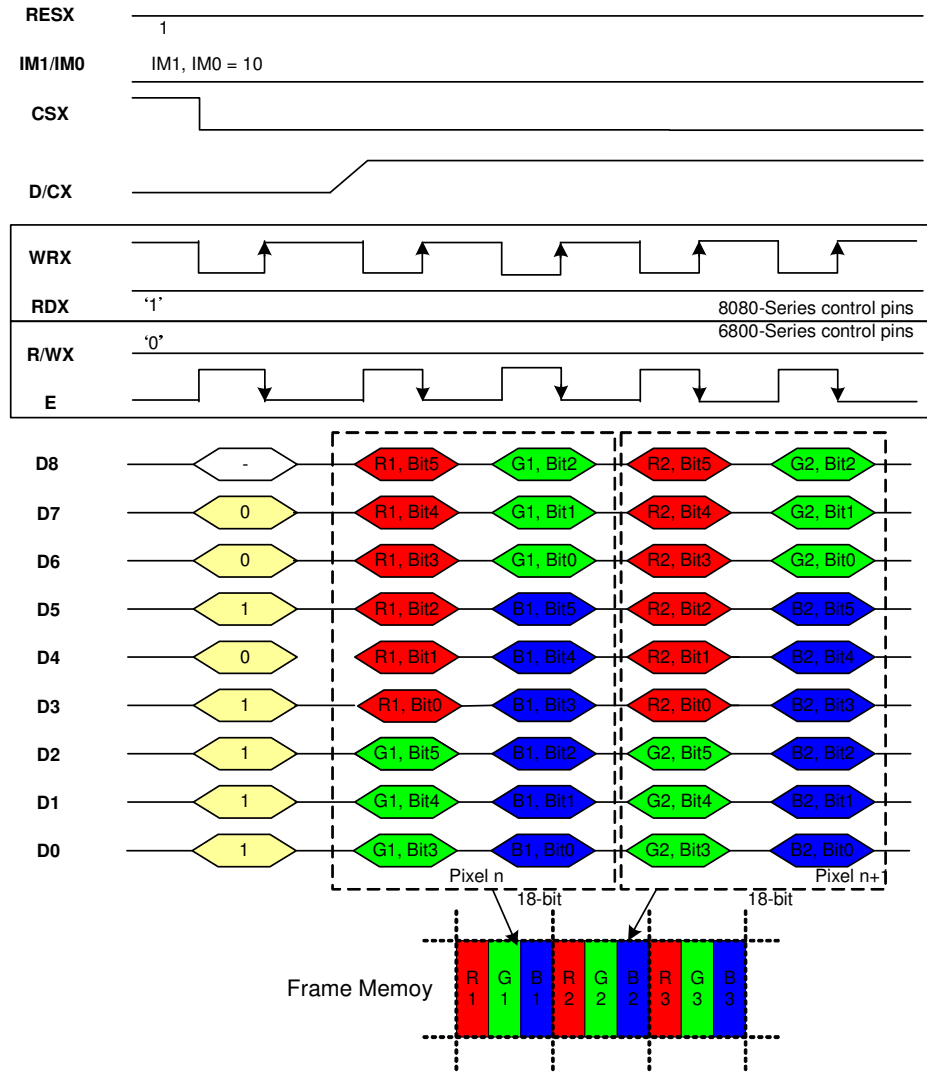 RESX
1
IM1/IM0 IM1, IM0 = 10
CSX
D/CX
WRX
RDX ‘1’ 8080-Series control pins
6800-Series control pins
R/WX ‘0’
E
D8 - R1, Bit5 G1, Bit2 R2, Bit5 G2, Bit2
D7 0 R1, Bit4 G1, Bit1 R2, Bit4 G2, Bit1
D6 0 R1, Bit3 G1, Bit0 R2, Bit3 G2, Bit0
D5 1 R1, Bit2 B1, Bit5 R2, Bit2 B2, Bit5
D4 0 R1, Bit1 B1, Bit4 R2, Bit1 B2, Bit4
D3 1 R1, Bit0 B1, Bit3 R2, Bit0 B2, Bit3
D2 1 G1, Bit5 B1, Bit2 G2, Bit5 B2, Bit2
D1 1 G1, Bit4 B1, Bit1 G2, Bit4 B2, Bit1
D0 1 G1, Bit3 B1, Bit0 G2, Bit3 B2, Bit0
Pixel n Pixel n+1
18-bit 18-bit
Frame Memoy
R G B R G B R G B
1 1 1 2 2 2 3 3 3